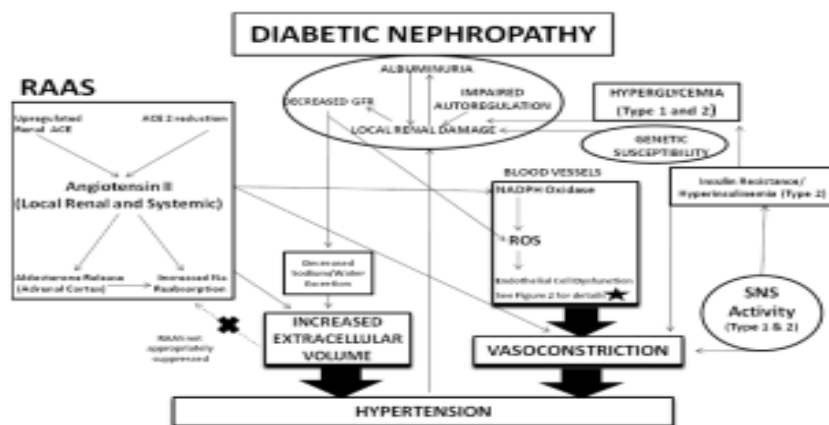 DIABETIC NEPHROPATHY
RAAS
Upregulated
Renal ACE
ACE 2 reduction
Angiotensin II
(Local Renal and Systemic)
Aldosterone Release
(Adrenal Cortex)
Increased Na
Reabsorption
RAAS not
appropriately
suppressed
ALBUMINURIA
DECREASED GFR
IMPAIRED
AUTOREGULATION
LOCAL RENAL DAMAGE
HYPERGLYCEMIA
(Type 1 and 2)
GENETIC
SUSCEPTIBILITY
BLOOD VESSELS
NADPH Oxidase
ROS
Endothelial Cell Dysfunction
See Figure 2 for details
Insulin Resistance/
Hyperinsulinemia (Type 2)
SNS
Activity
(Type 1 & 2)
Decreased
Sodium/Water
Excretion
INCREASED
EXTRACELLULAR
VOLUME
VASOCONSTRICTION
HYPERTENSION